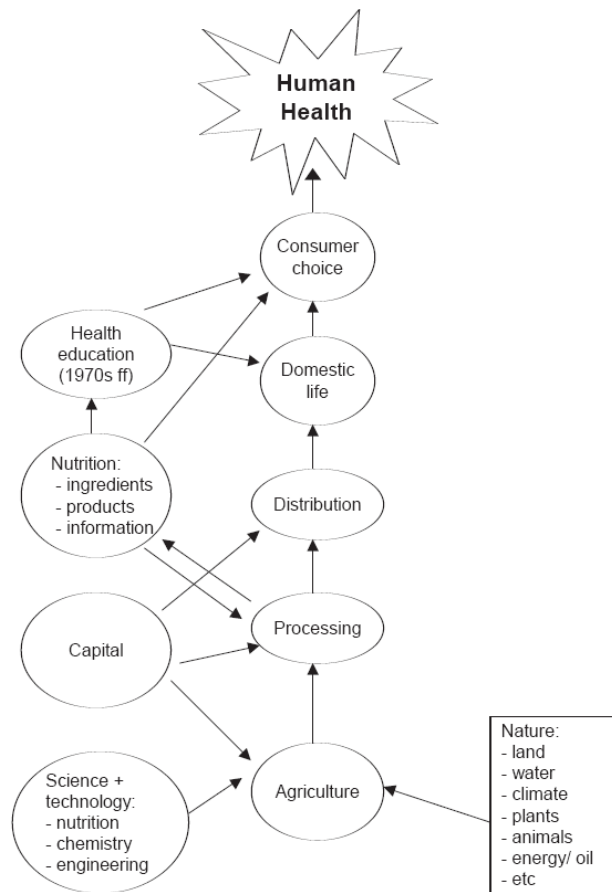 Human
Health
Consumer
choice
Health
education
(1970s ff)
Domestic
life
Nutrition:
- ingredients
- products
- information
Distribution
Capital
Processing
Science +
technology:
- nutrition
- chemistry
- engineering
Agriculture
Nature:
- land
- water
- climate
- plants
- animals
- energy/ oil
- etc